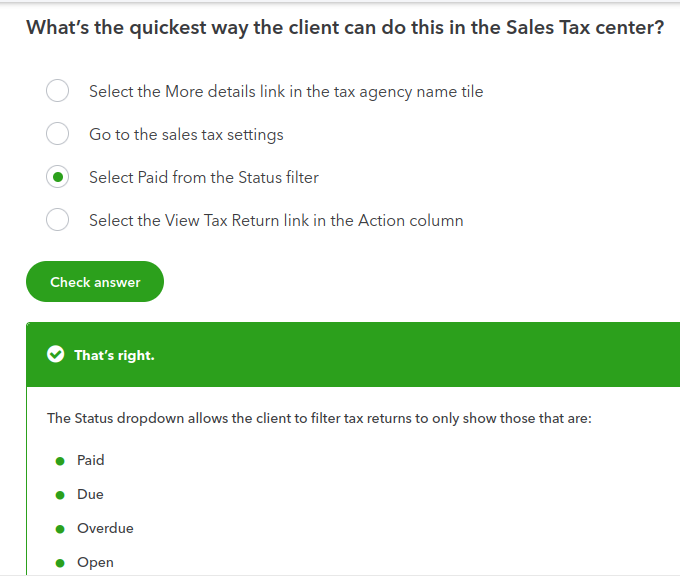 What's the quickest way the client can do this in the Sales Tax center?
Select the More details link in the tax agency name tile
Go to the sales tax settings
Select Paid from the Status filter
Select the View Tax Return link in the Action column
Check answer
That's right.
The Status dropdown allows the client to filter tax returns to only show those that are:
Paid
Due
Overdue
Open